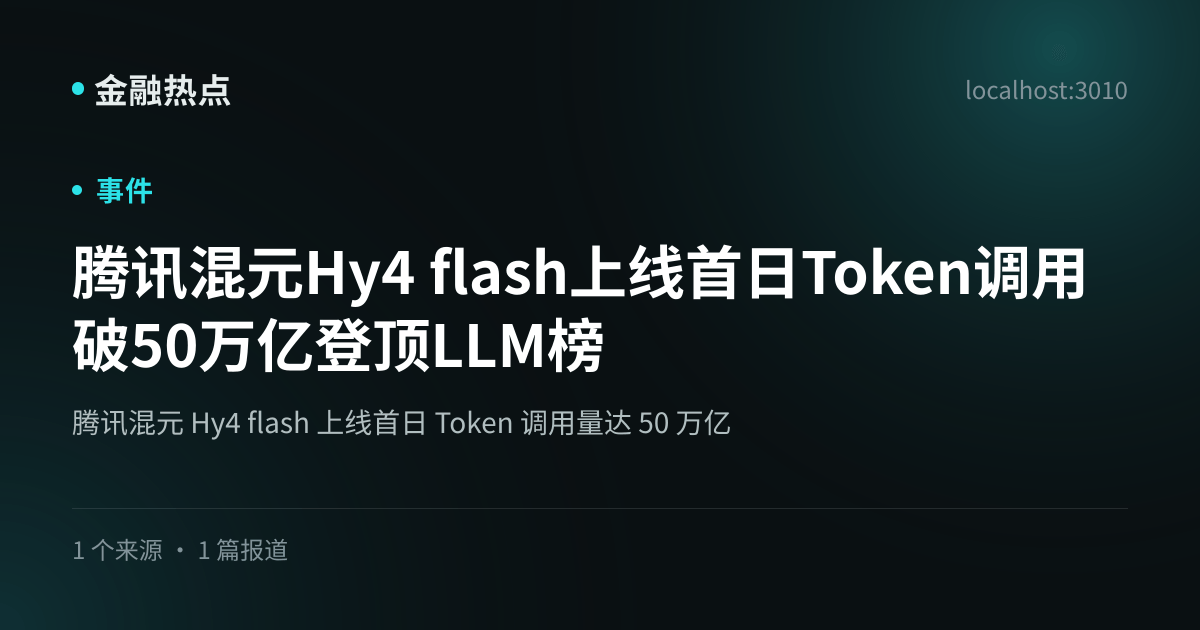 金融热点
localhost:3010
事件
腾讯混元Hy4 flash上线首日Token调用
破50万亿登顶LLM榜
腾讯混元 Hy4 flash 上线首日 Token 调用量达 50 万亿
1 个来源 · 1 篇报道